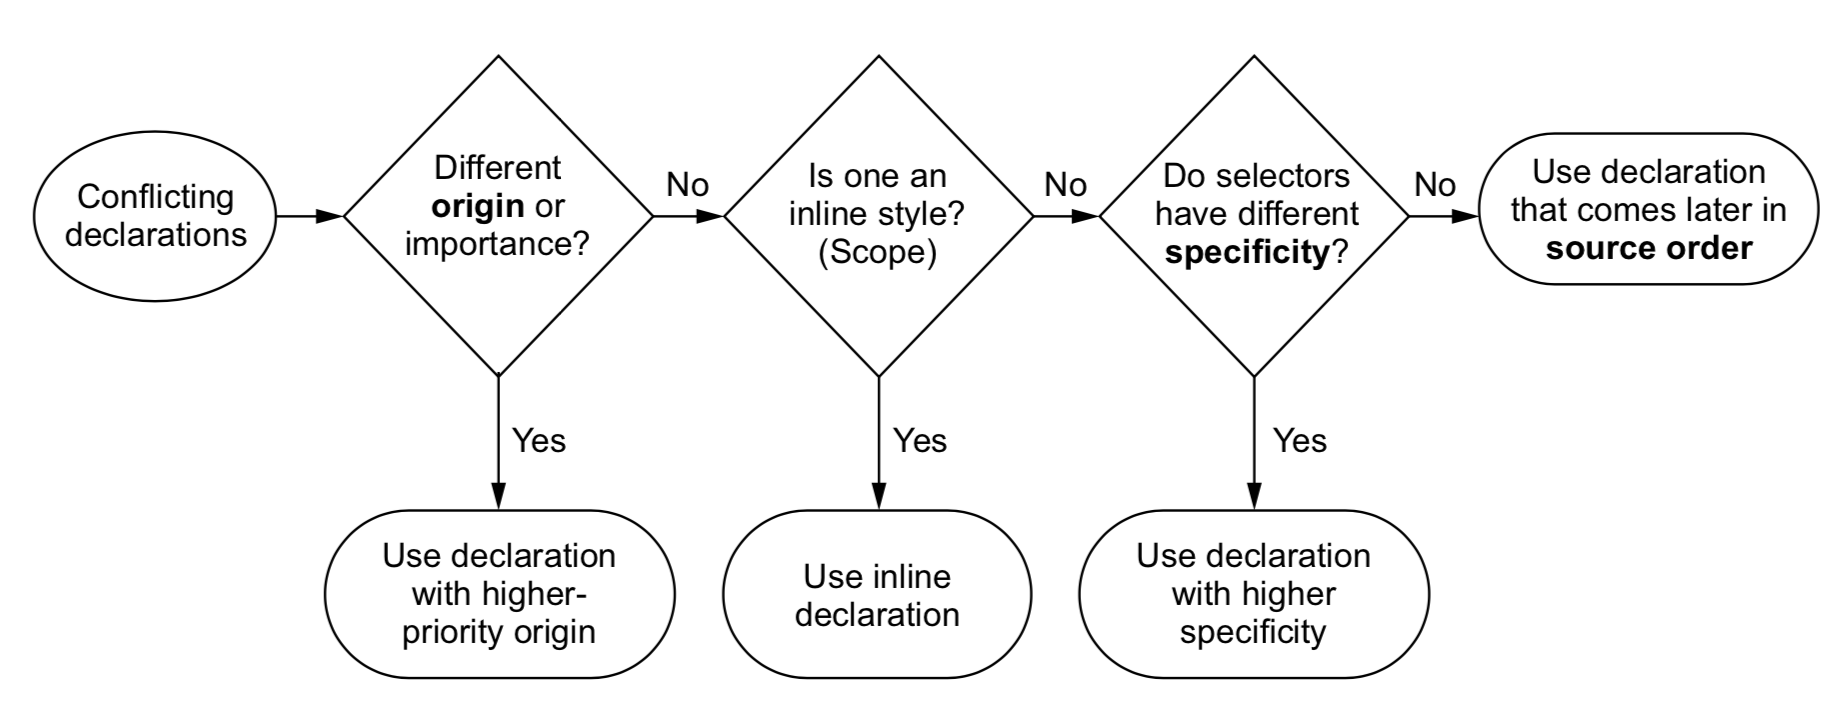 Conflicting
declarations
Different
origin or
importance?
No
Is one an
inline style?
(Scope)
No
Do selectors
have different
specificity?
No
Use declaration
that comes later in
source order
Yes
Yes
Yes
Use declaration
with higher-
priority origin
Use inline
declaration
Use declaration
with higher
specificity